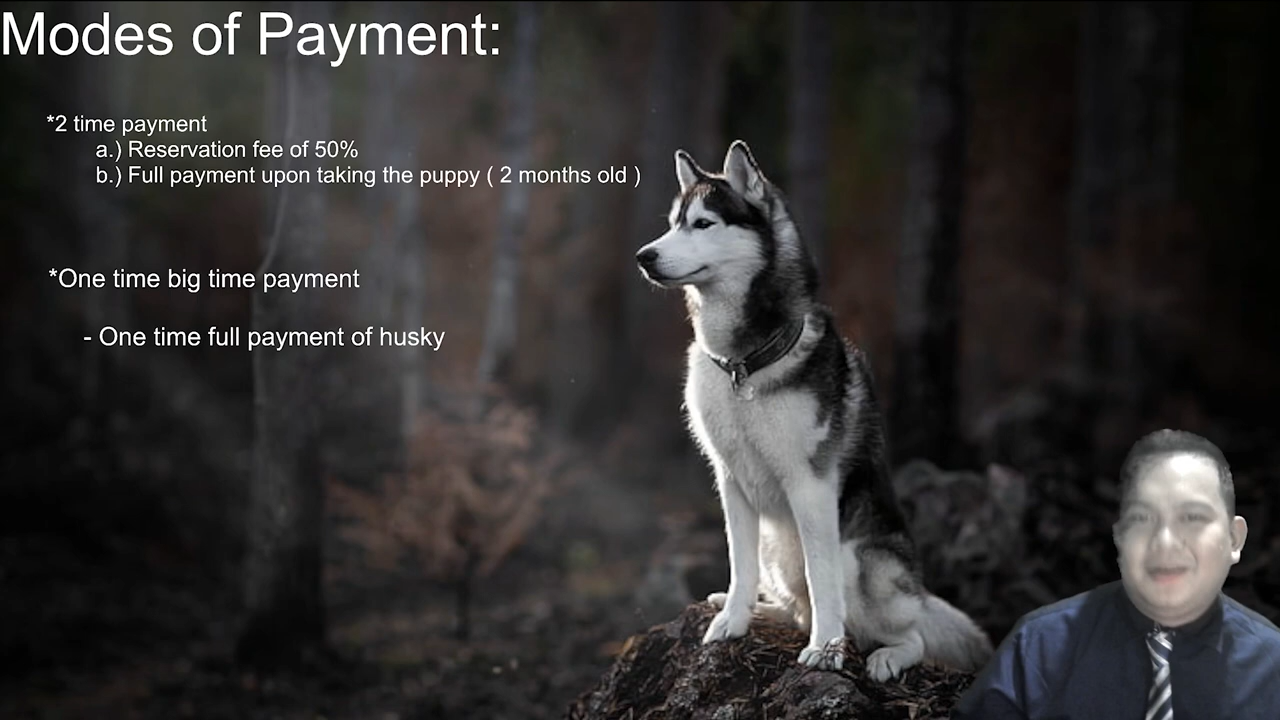 Modes of Payment:
*2 time payment
a.) Reservation fee of 50%
b.) Full payment upon taking the puppy ( 2 months old )
*One time big time payment
- One time full payment of husky